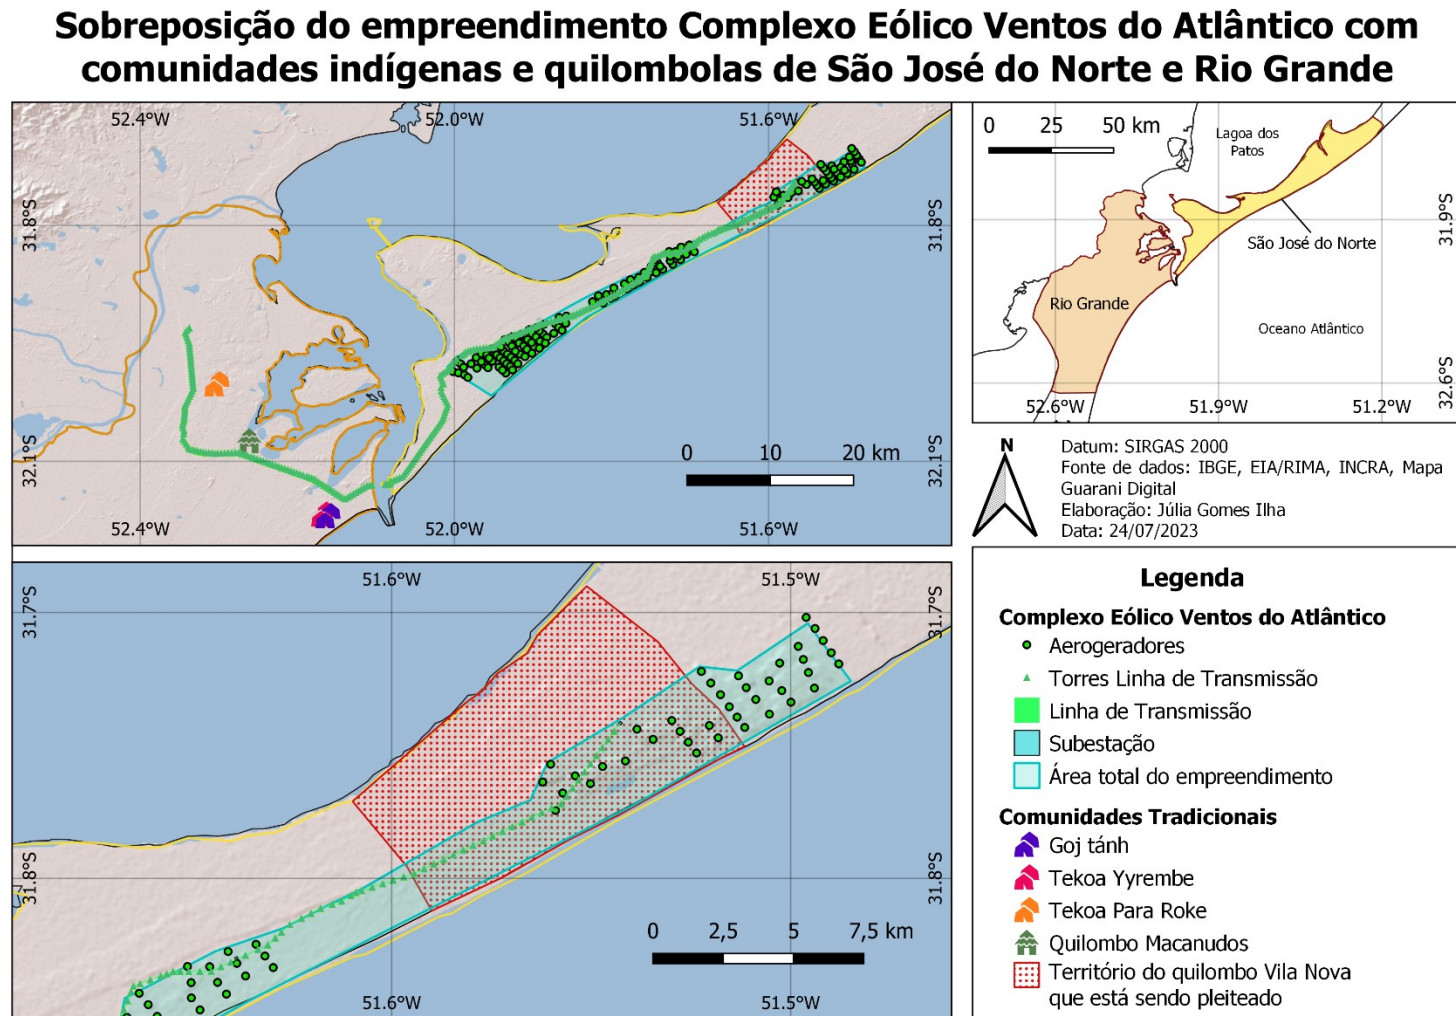 Sobreposição do empreendimento Complexo Eólico Ventos do Atlântico com
comunidades indígenas e quilombolas de São José do Norte e Rio Grande
52.4°W
52.0°W
51.6°W
31.8°S
31.8°S
32.1°S
32.1°S
0 10 20 km
52.4°W
52.0°W
51.6°W
0 25 50 km
Lagoa dos
Patos
31.9°S
São José do Norte
Rio Grande
Oceano Atlântico
32.6°S
52.6°W
51.9°W
51.2°W
N
Datum: SIRGAS 2000
Fonte de dados: IBGE, EIA/RIMA, INCRA, Mapa
Guarani Digital
Elaboração: Júlia Gomes Ilha
Data: 24/07/2023
51.6°W
51.5°W
31.7°S
31.7°S
31.8°S
31.8°S
0 2,5 5 7,5 km
51.6°W
51.5°W
Legenda
Complexo Eólico Ventos do Atlântico
Aerogeradores
Torres Linha de Transmissão
Linha de Transmissão
Subestação
Área total do empreendimento
Comunidades Tradicionais
Goj tánh
Tekoa Yyrembe
Tekoa Para Roke
Quilombo Macanudos
Território do quilombo Vila Nova
que está sendo pleiteado